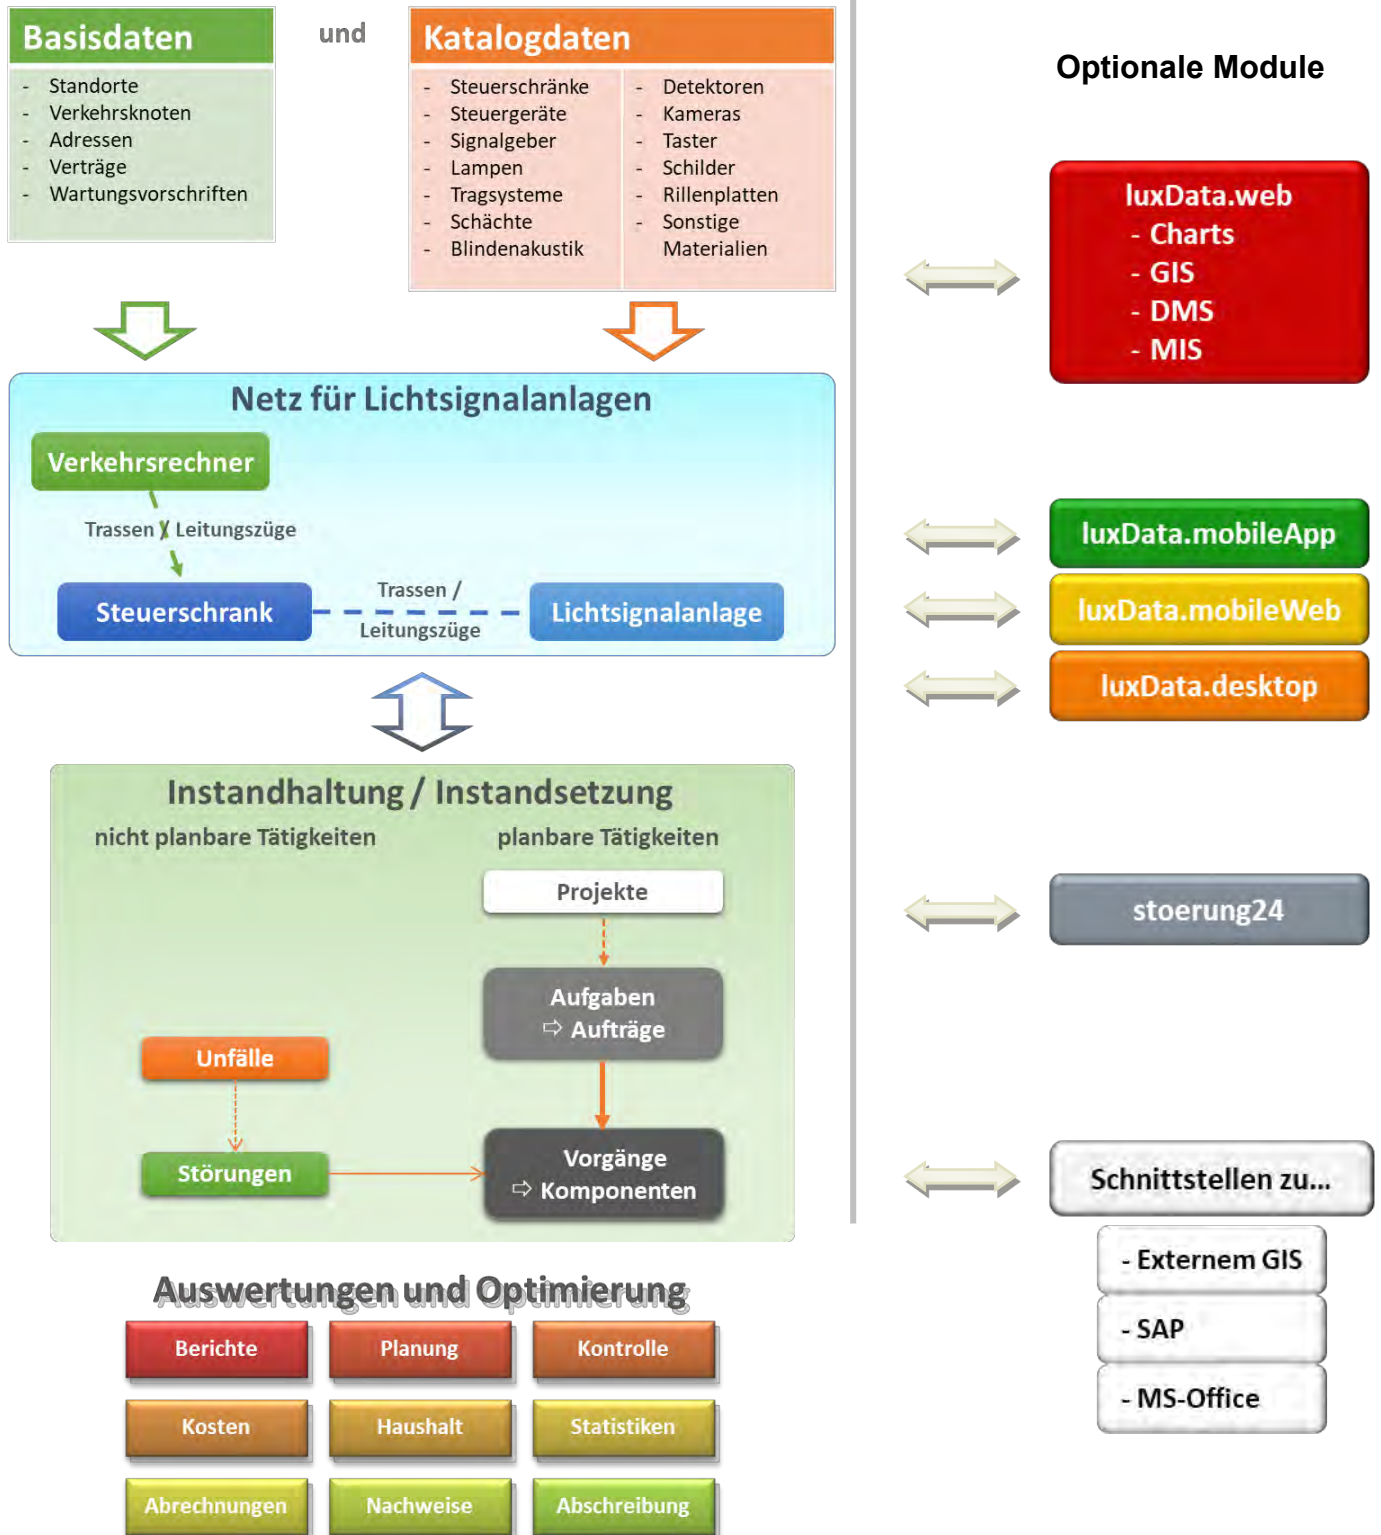 Basisdaten
und
Katalogdaten
- Standorte
- Verkehrsknoten
- Adressen
- Verträge
- Wartungsvorschriften
- Steuerschränke
- Steuergeräte
- Signalgeber
- Lampen
- Tragsysteme
- Schächte
- Blindenakustik
- Detektoren
- Kameras
- Taster
- Schilder
- Rillenplatten
- Sonstige
Materialien
Netz für Lichtsignalanlagen
Verkehrsrechner
Trassen / Leitungszüge
Steuerschrank
Trassen /
Leitungszüge
Lichtsignalanlage
Instandhaltung / Instandsetzung
nicht planbare Tätigkeiten
planbare Tätigkeiten
Projekte
Aufgaben
⇨ Aufträge
Unfälle
Störungen
Vorgänge
⇨ Komponenten
Auswertungen und Optimierung
Berichte
Planung
Kontrolle
Kosten
Haushalt
Statistiken
Abrechnungen
Nachweise
Abschreibung
Optionale Module
luxData.web
- Charts
- GIS
- DMS
- MIS
luxData.mobileApp
luxData.mobileWeb
luxData.desktop
stoerung24
Schnittstellen zu...
- Externem GIS
- SAP
- MS-Office